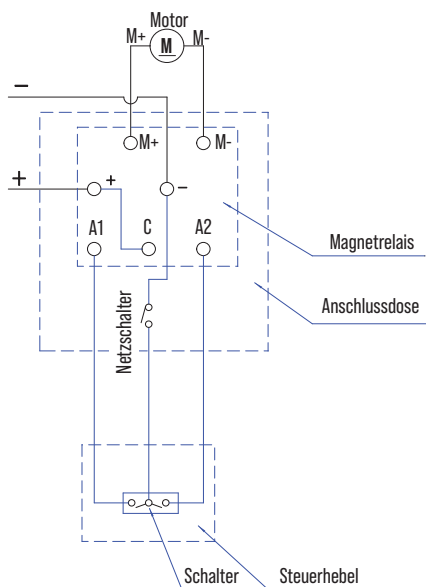 Motor
M+ M M-
−
M+ M-
+ + −
A1 C A2
Magnetrelais
Anschlussdose
Netzschalter
Schalter Steuerhebel